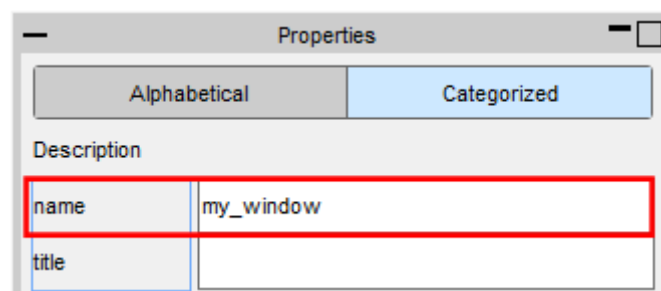 Properties
Alphabetical Categorized
Description
name my_window
title